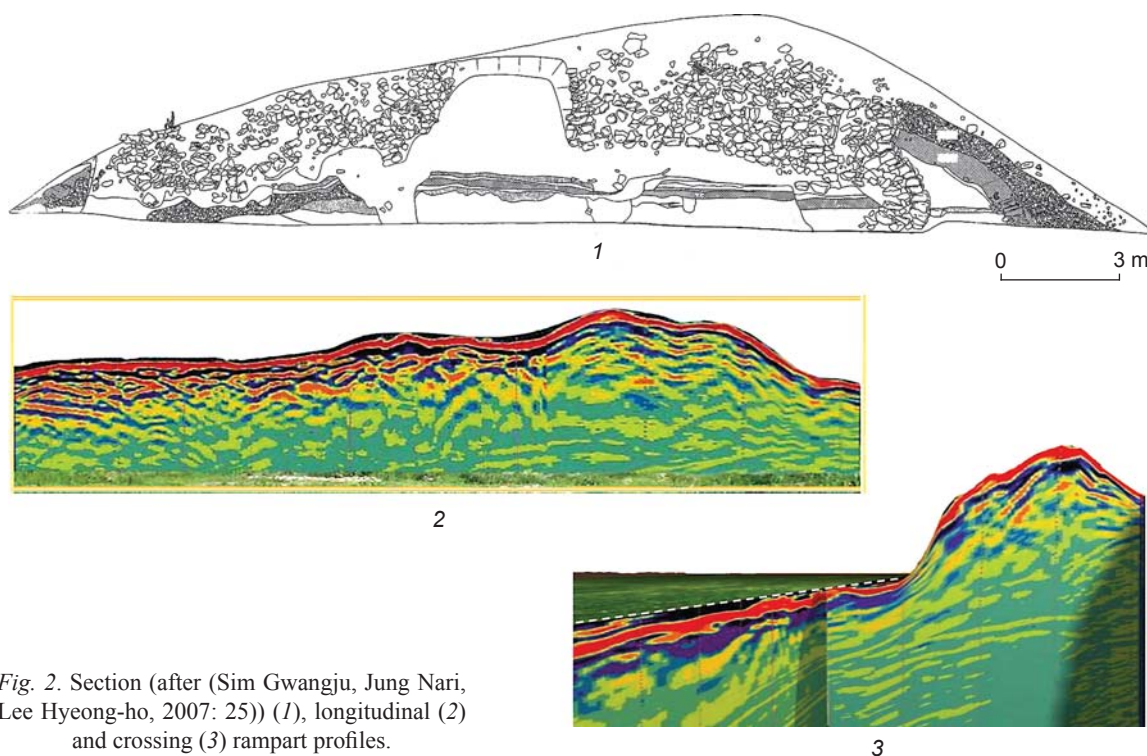 1
0 3 m
2
Fig. 2. Section (after (Sim Gwangju, Jung Nari,
Lee Hyeong-ho, 2007: 25)) (1), longitudinal (2)
and crossing (3) rampart profiles.
3